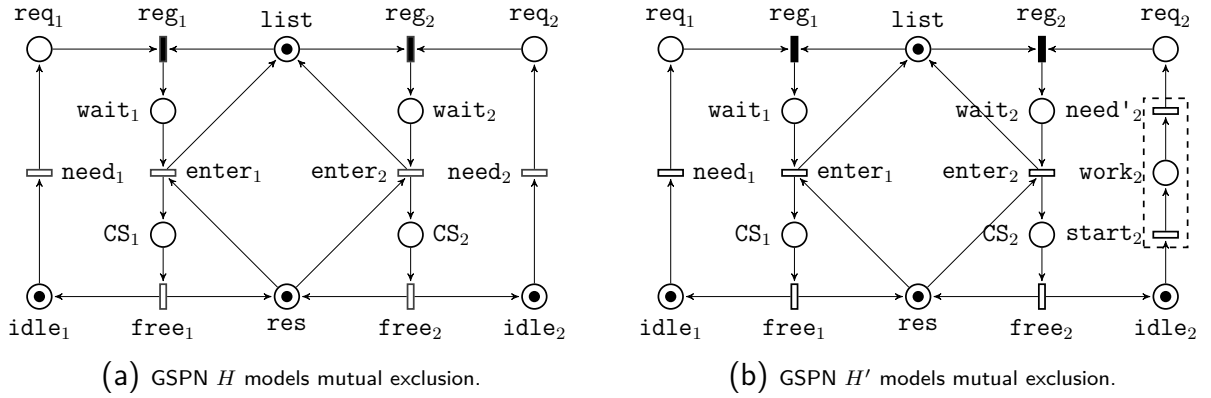 req₁ reg₁ list reg₂ req₂ req₁ reg₁ list reg₂ req₂
wait₁ wait₂ wait₁ wait₂ need'₂
need₁ enter₁ enter₂ need₂ need₁ enter₁ enter₂ work₂
CS₁ CS₂ CS₁ CS₂ start₂
idle₁ free₁ res free₂ idle₂ idle₁ free₁ res free₂ idle₂
(a) GSPN H models mutual exclusion. (b) GSPN H′ models mutual exclusion.